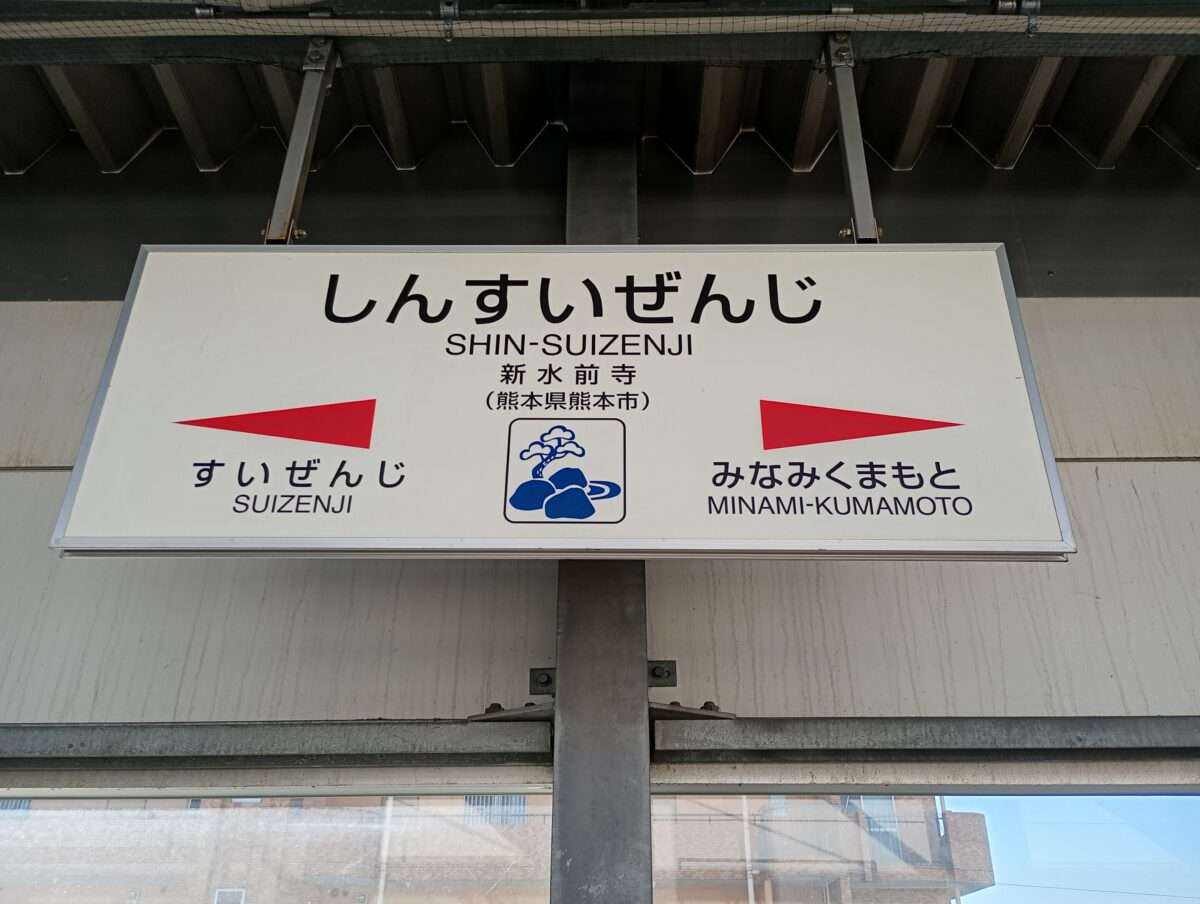 しんすいぜんじ
SHIN-SUIZENJI
新水前寺
(熊本県熊本市)
すいぜんじ
SUIZENJI
みなみくまもと
MINAMI-KUMAMOTO